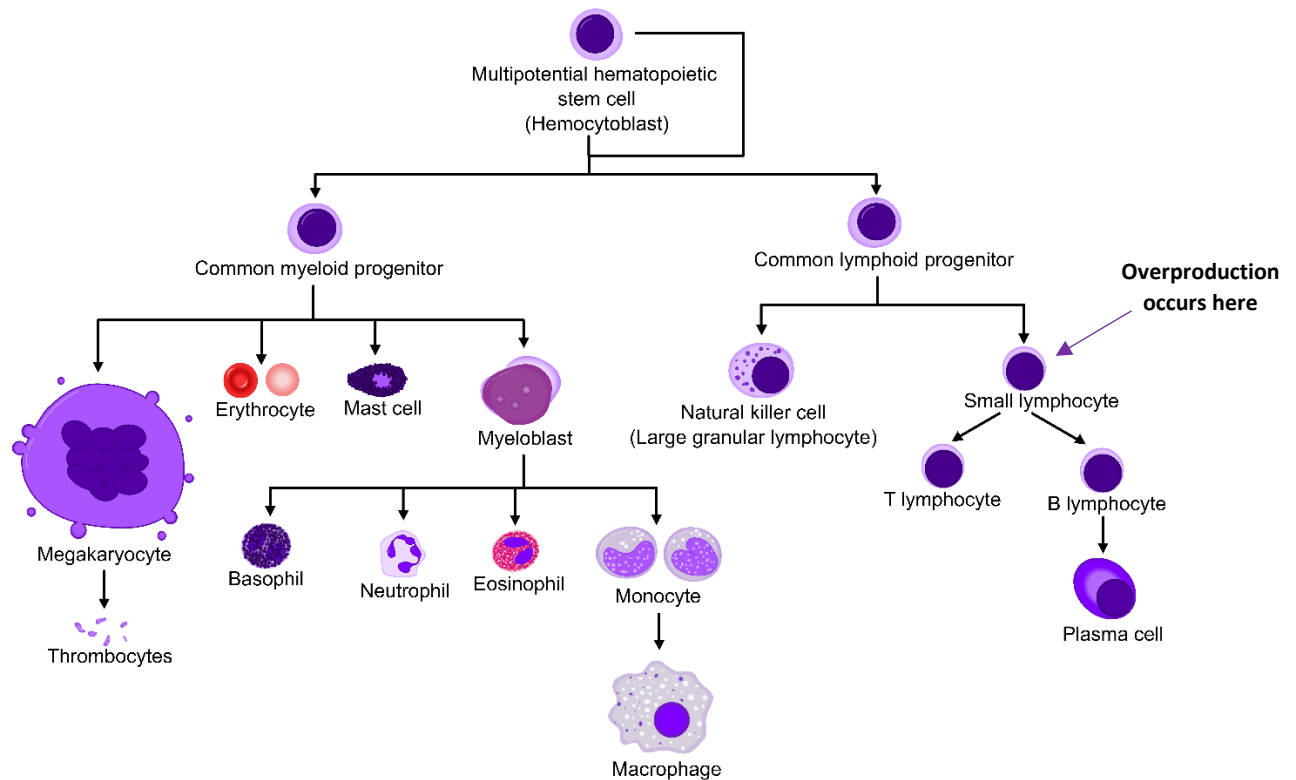 Multipotential hematopoietic
stem cell
(Hemocytoblast)
Common myeloid progenitor
Common lymphoid progenitor
Overproduction
occurs here
Erythrocyte
Mast cell
Myeloblast
Natural killer cell
(Large granular lymphocyte)
Small lymphocyte
T lymphocyte
B lymphocyte
Megakaryocyte
Basophil
Neutrophil
Eosinophil
Monocyte
Plasma cell
Thrombocytes
Macrophage